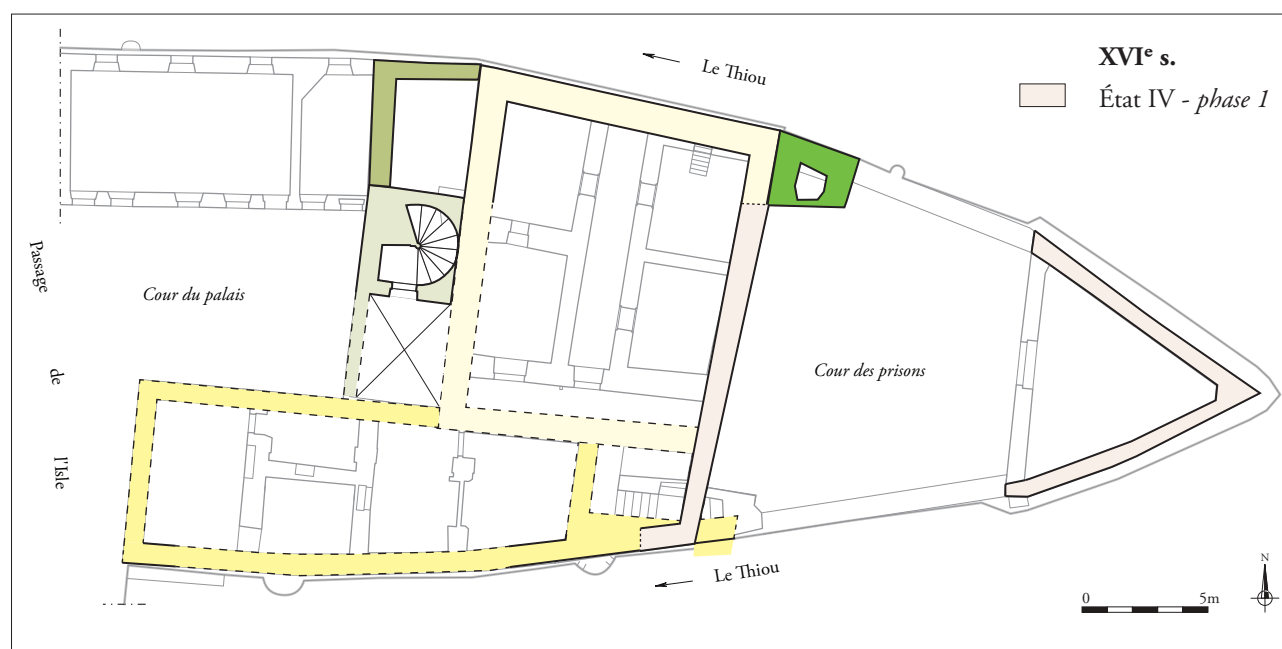 XVIe s.
État IV - phase 1
Le Thiou
Passage
de
l'Isle
Cour du palais
Cour des prisons
Le Thiou
N
0 5m